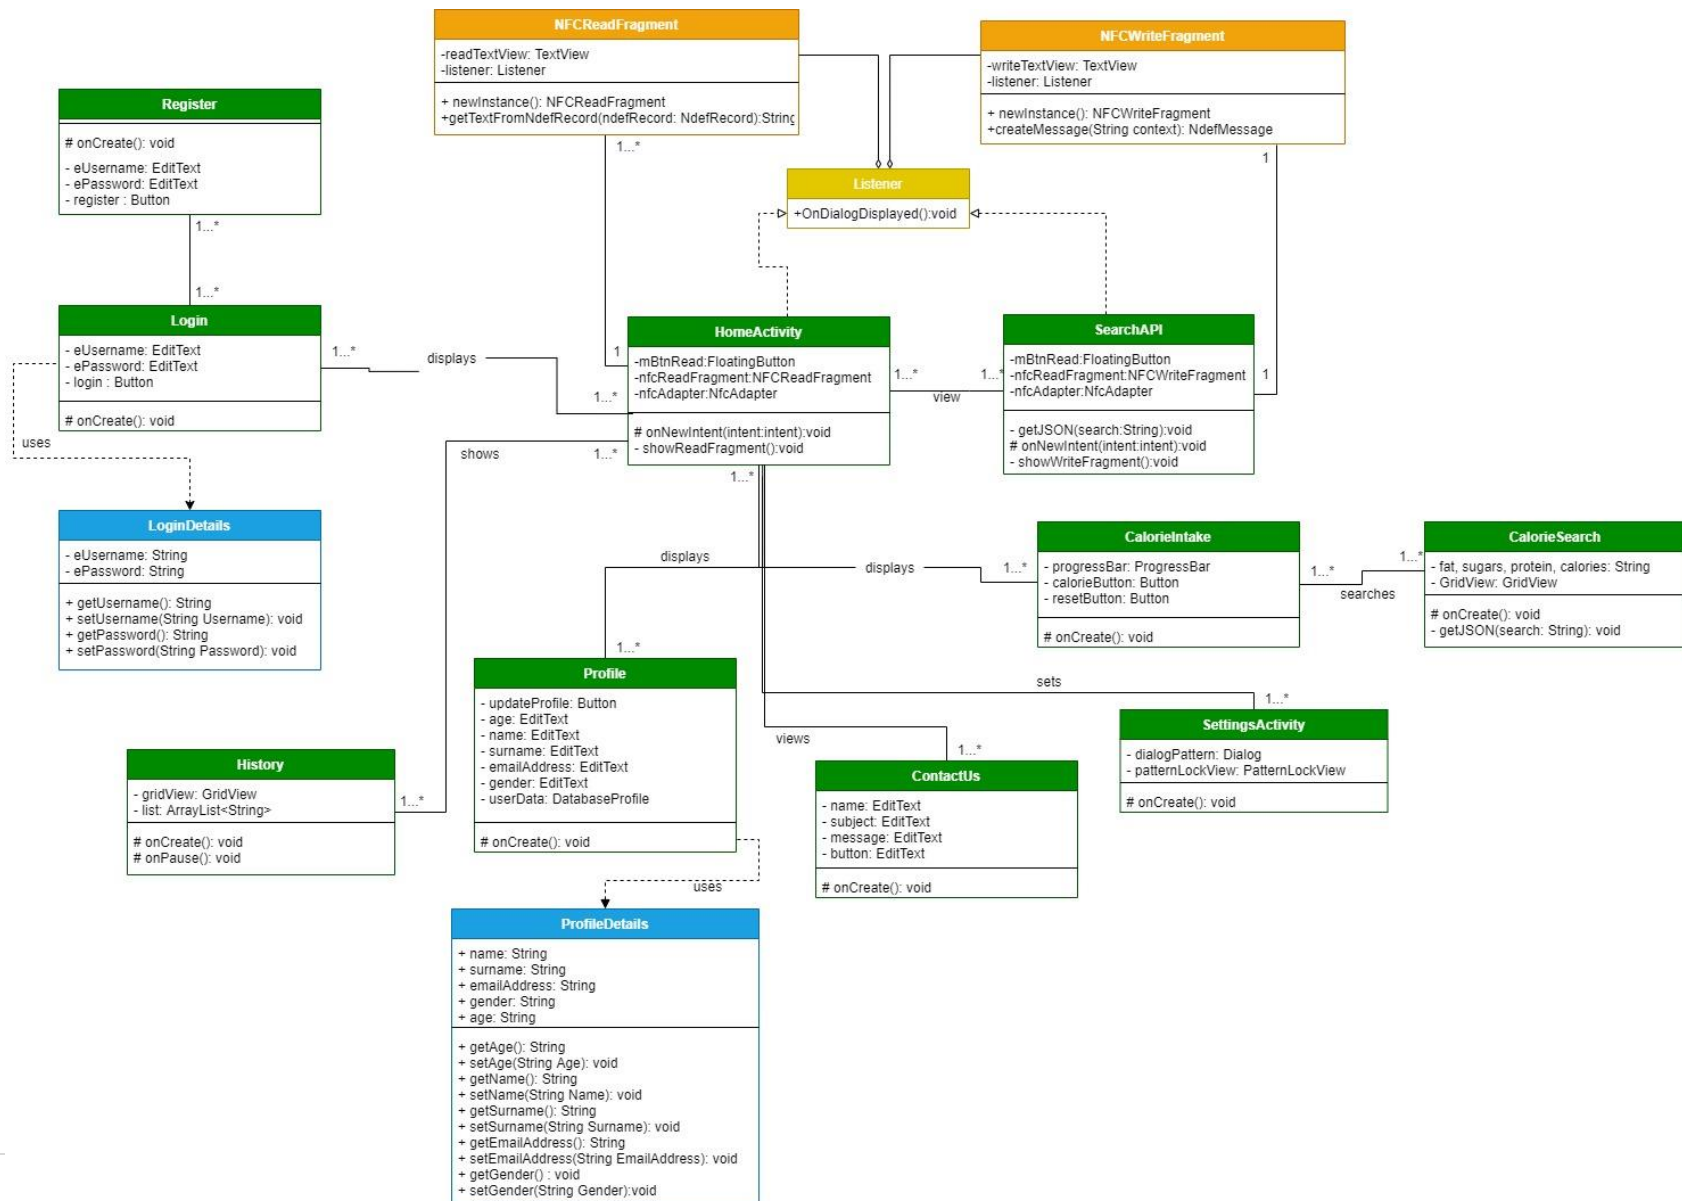 NFCReadFragment
-readTextView: TextView
-listener: Listener
+ newInstance(): NFCReadFragment
+getTextFromNdefRecord(ndefRecord: NdefRecord):String
NFCWriteFragment
-writeTextView: TextView
-listener: Listener
+ newInstance(): NFCWriteFragment
+createMessage(String context): NdefMessage
Register
# onCreate(): void
- eUsername: EditText
- ePassword: EditText
- register : Button
1...*
1
Listener
+OnDialogDisplayed():void
1...*
1...*
Login
- eUsername: EditText
- ePassword: EditText
- login : Button
# onCreate(): void
1...*
displays
1
1...*
HomeActivity
-mBtnRead:FloatingButton
-nfcReadFragment:NFCReadFragment
-nfcAdapter:NfcAdapter
# onNewIntent(intent:intent):void
- showReadFragment():void
1...*
1...*
view
SearchAPI
-mBtnRead:FloatingButton
-nfcReadFragment:NFCWriteFragment
-nfcAdapter:NfcAdapter
- getJSON(search:String):void
# onNewIntent(intent:intent):void
- showWriteFragment():void
1
uses
shows
1...*
1...*
LoginDetails
- eUsername: String
- ePassword: String
+ getUsername(): String
+ setUsername(String Username): void
+ getPassword(): String
+ setPassword(String Password): void
displays
displays
1...*
CalorieIntake
- progressBar: ProgressBar
- calorieButton: Button
- resetButton: Button
# onCreate(): void
1...*
1...*
searches
CalorieSearch
- fat, sugars, protein, calories: String
- GridView: GridView
# onCreate(): void
- getJSON(search: String): void
1...*
Profile
- updateProfile: Button
- age: EditText
- name: EditText
- surname: EditText
- emailAddress: EditText
- gender: EditText
- userData: DatabaseProfile
# onCreate(): void
sets
1...*
SettingsActivity
- dialogPattern: Dialog
- patternLockView: PatternLockView
# onCreate(): void
views
1...*
History
- gridView: GridView
- list: ArrayList<String>
# onCreate(): void
# onPause(): void
1...*
ContactUs
- name: EditText
- subject: EditText
- message: EditText
- button: EditText
# onCreate(): void
uses
ProfileDetails
+ name: String
+ surname: String
+ emailAddress: String
+ gender: String
+ age: String
+ getAge(): String
+ setAge(String Age): void
+ getName(): String
+ setName(String Name): void
+ getSurname(): String
+ setSurname(String Surname): void
+ getEmailAddress(): String
+ setEmailAddress(String EmailAddress): void
+ getGender() : void
+ setGender(String Gender):void